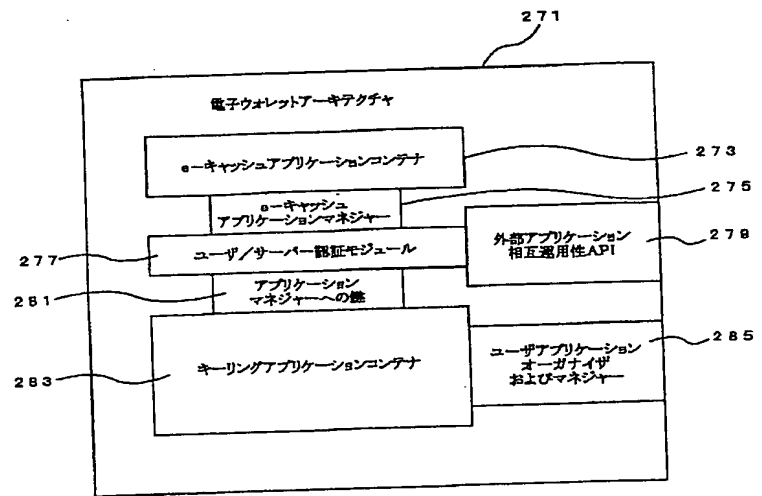 271
電子ウォレットアーキテクチャ
e-キャッシュアプリケーションコンテナ
273
e-キャッシュ
アプリケーションマネジャー
275
277
ユーザ/サーバー認証モジュール
外部アプリケーション
相互運用性API
279
281
アプリケーション
マネジャーへの鍵
283
キーリングアプリケーションコンテナ
ユーザアプリケーション
オーガナイザ
およびマネジャー
285